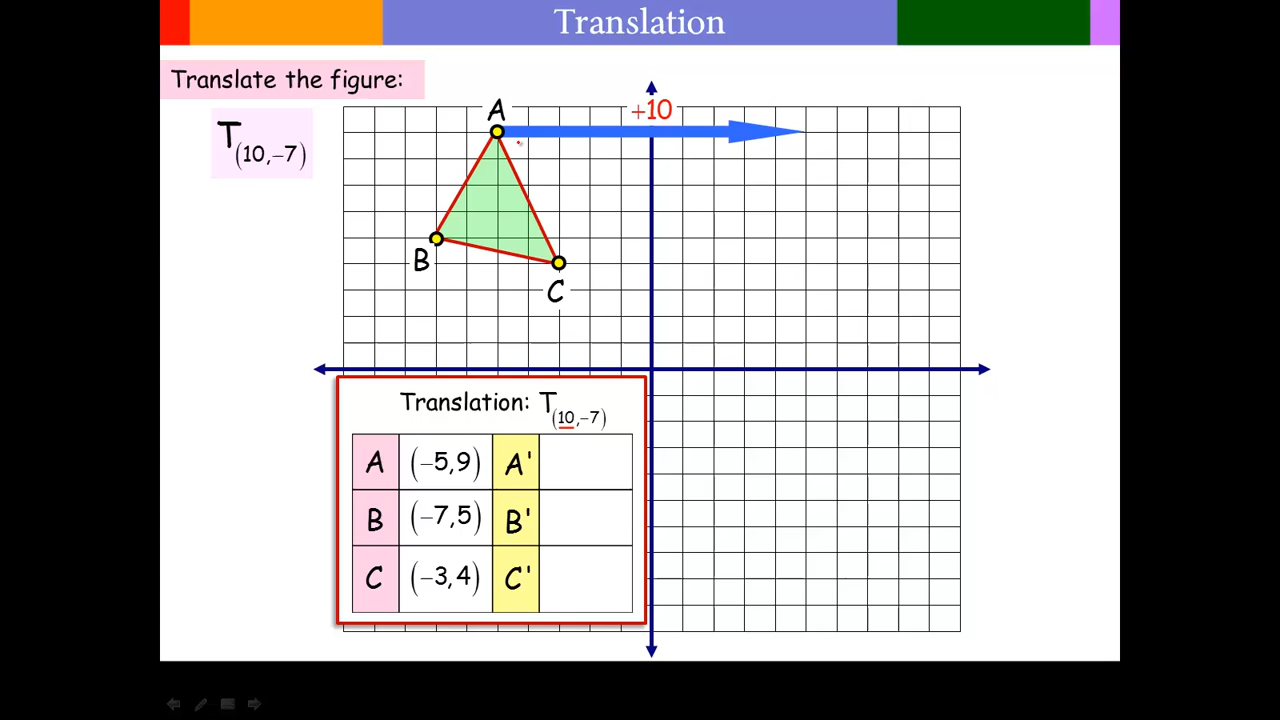 Translation
Translate the figure:
T(10,−7)
A
+10
B
C
Translation: T(10,−7)
A (−5,9) A'
B (−7,5) B'
C (−3,4) C'